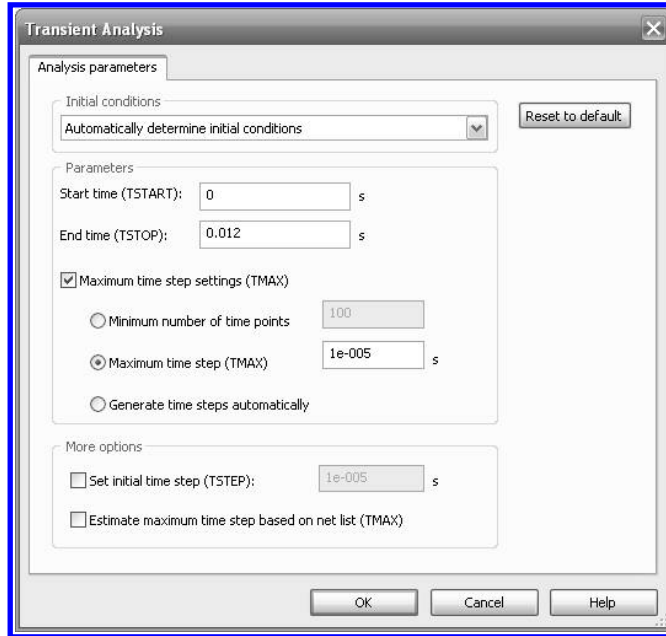 Transient Analysis
Analysis parameters
Initial conditions
Automatically determine initial conditions
Reset to default
Parameters
Start time (TSTART): 0 s
End time (TSTOP): 0.012 s
Maximum time step settings (TMAX)
Minimum number of time points 100
Maximum time step (TMAX) 1e-005 s
Generate time steps automatically
More options
Set initial time step (TSTEP): 1e-005 s
Estimate maximum time step based on net list (TMAX)
OK Cancel Help